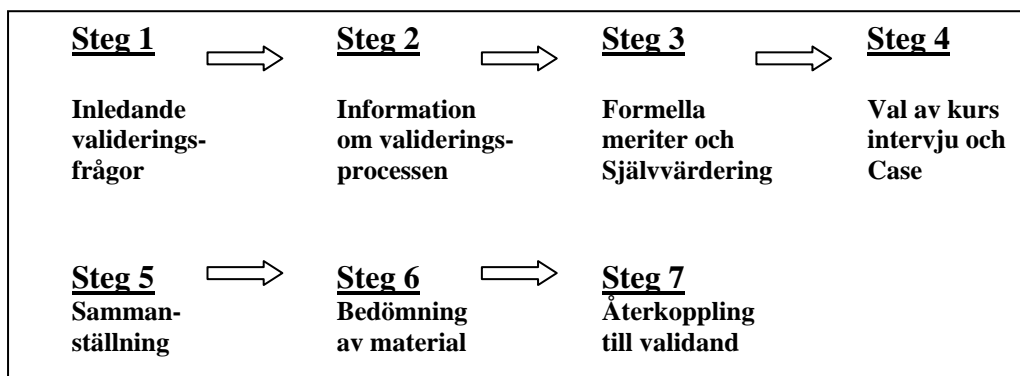 Steg 1
Steg 2
Steg 3
Steg 4
Inledande
validerings-
frågor
Information
om validerings-
processen
Formella
meriter och
Självvärdering
Val av kurs
intervju och
Case
Steg 5
Samman-
ställning
Steg 6
Bedömning
av material
Steg 7
Återkoppling
till validand